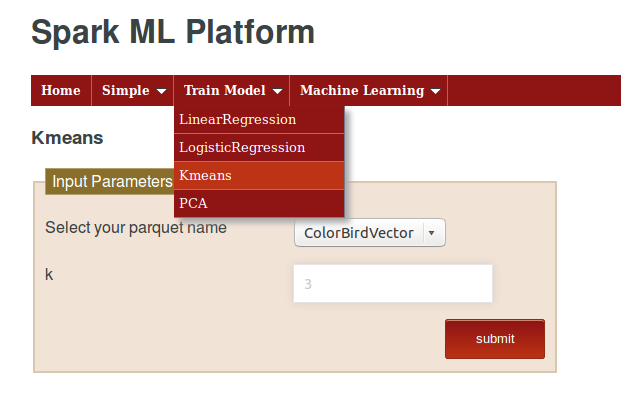 Spark ML Platform
Home Simple Train Model Machine Learning
LinearRegression
LogisticRegression
Kmeans
PCA
Kmeans
Input Parameters
Select your parquet name ColorBirdVector
k 3
submit